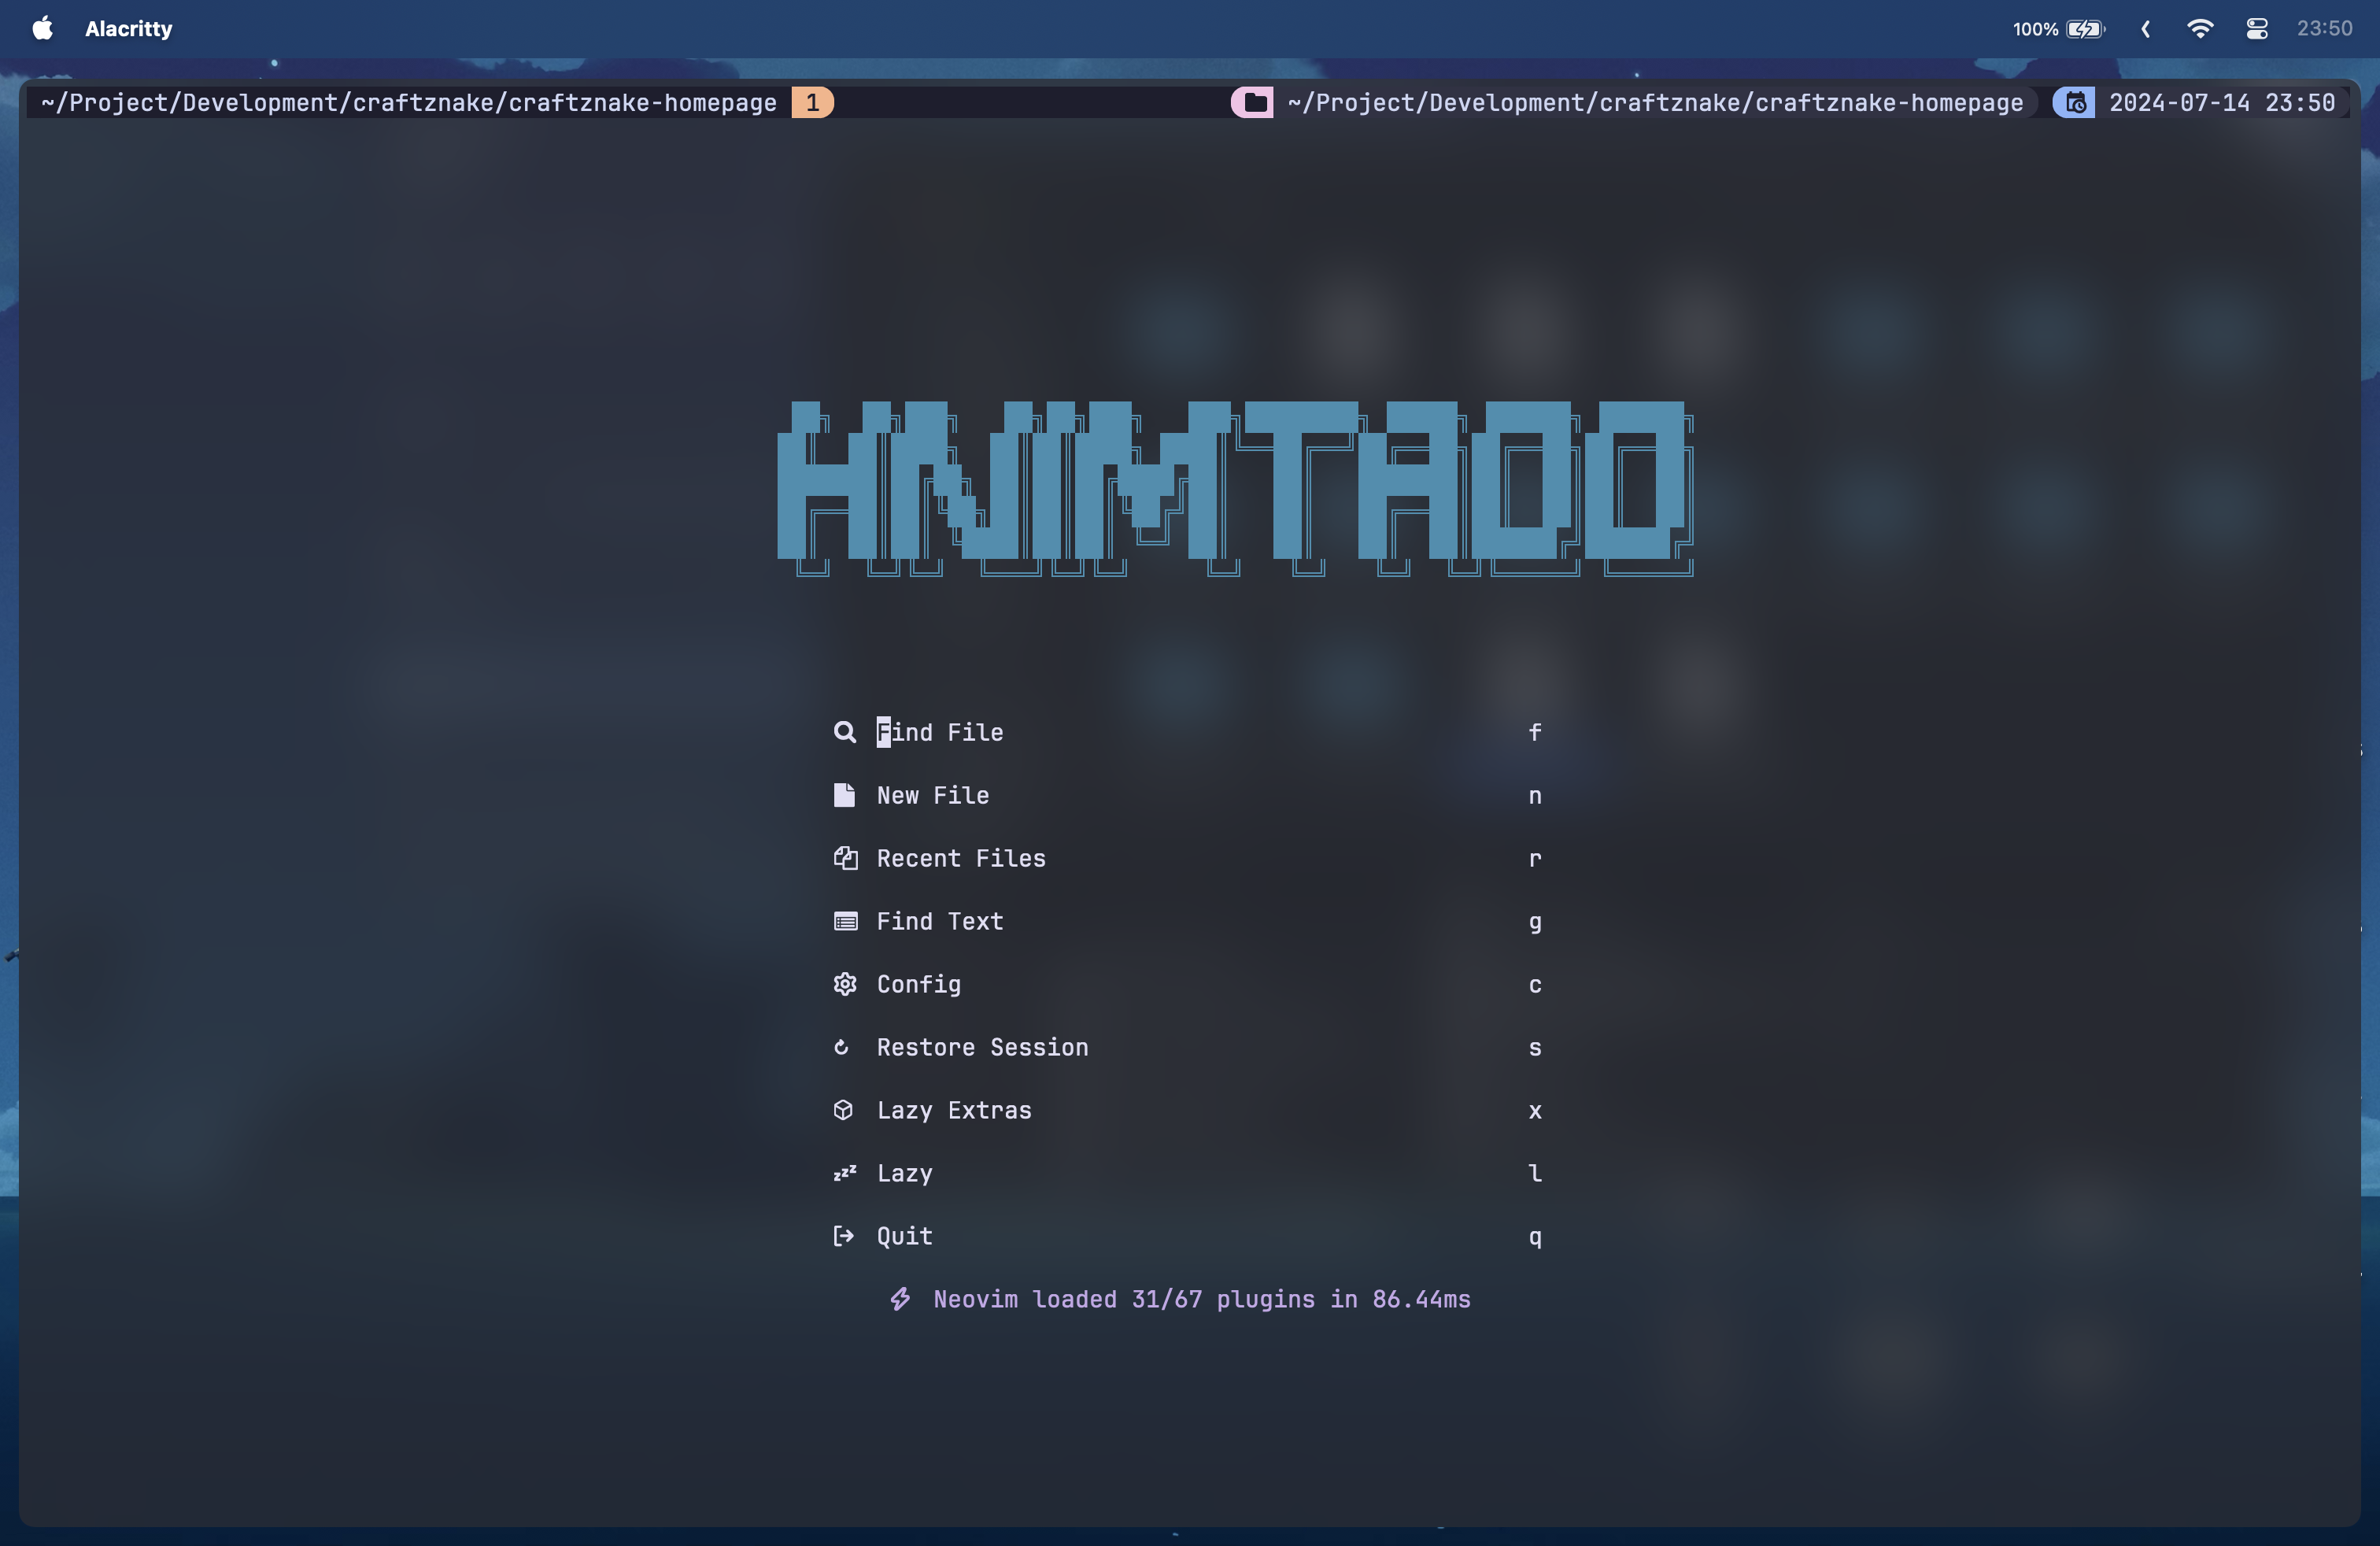 Alacritty
100%
23:50
~/Project/Development/craftznake/craftznake-homepage 1
~/Project/Development/craftznake/craftznake-homepage
2024-07-14 23:50
HNIMTADD
Find File f
New File n
Recent Files r
Find Text g
Config c
Restore Session s
Lazy Extras x
Lazy l
Quit q
Neovim loaded 31/67 plugins in 86.44ms